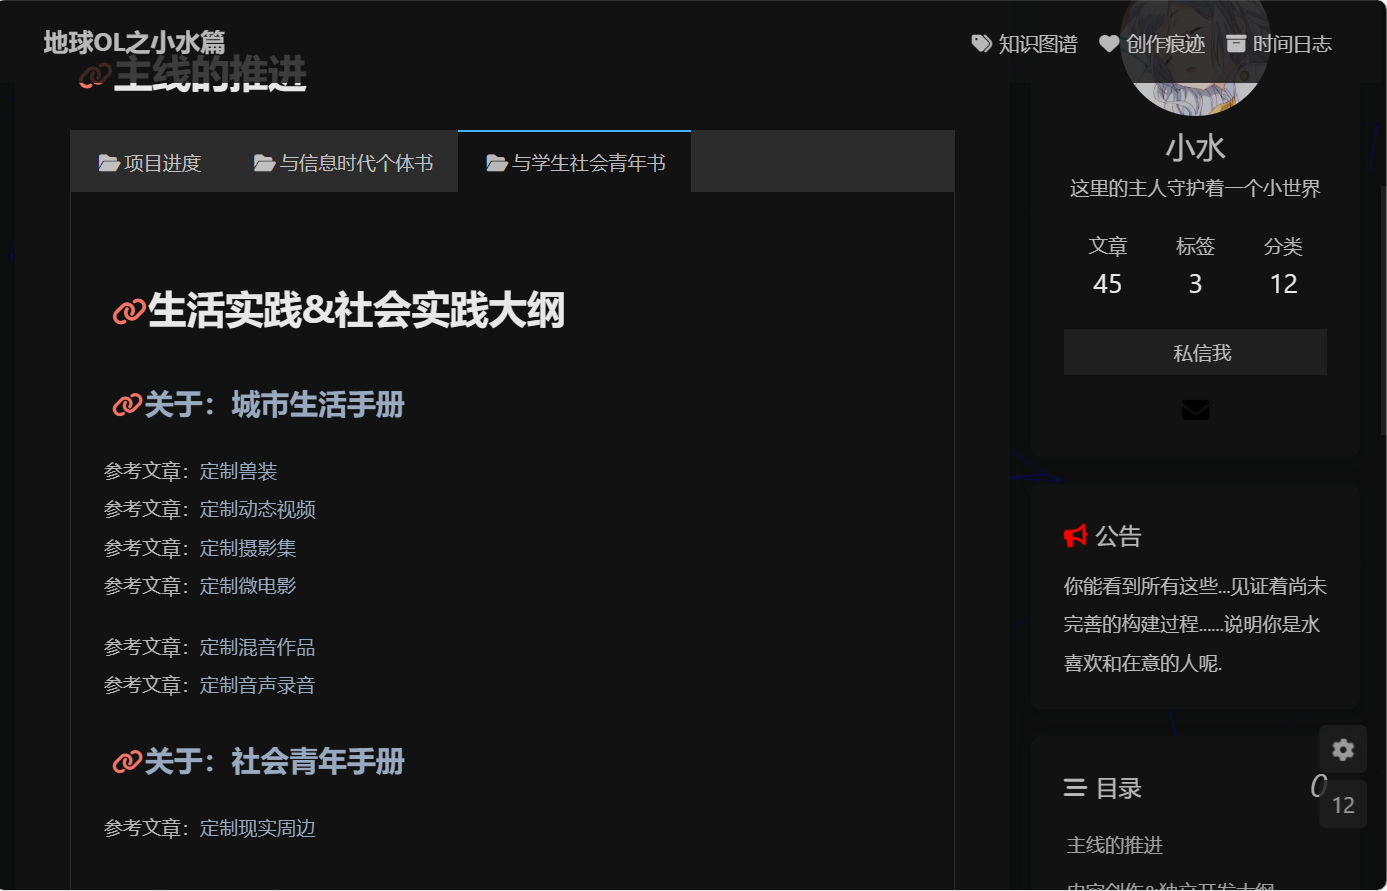 地球OL之小水篇
知识图谱 创作痕迹 时间日志
主线的推进
项目进度 与信息时代个体书 与学生社会青年书
生活实践&社会实践大纲
关于：城市生活手册
参考文章：定制兽装
参考文章：定制动态视频
参考文章：定制摄影集
参考文章：定制微电影
参考文章：定制混音作品
参考文章：定制音声录音
关于：社会青年手册
参考文章：定制现实周边
小水
这里的主人守护着一个小世界
文章 标签 分类
45 3 12
私信我
公告
你能看到所有这些...见证着尚未
完善的构建过程......说明你是水
喜欢和在意的人呢.
目录 0
12
主线的推进
内容创作&独立开发大纲